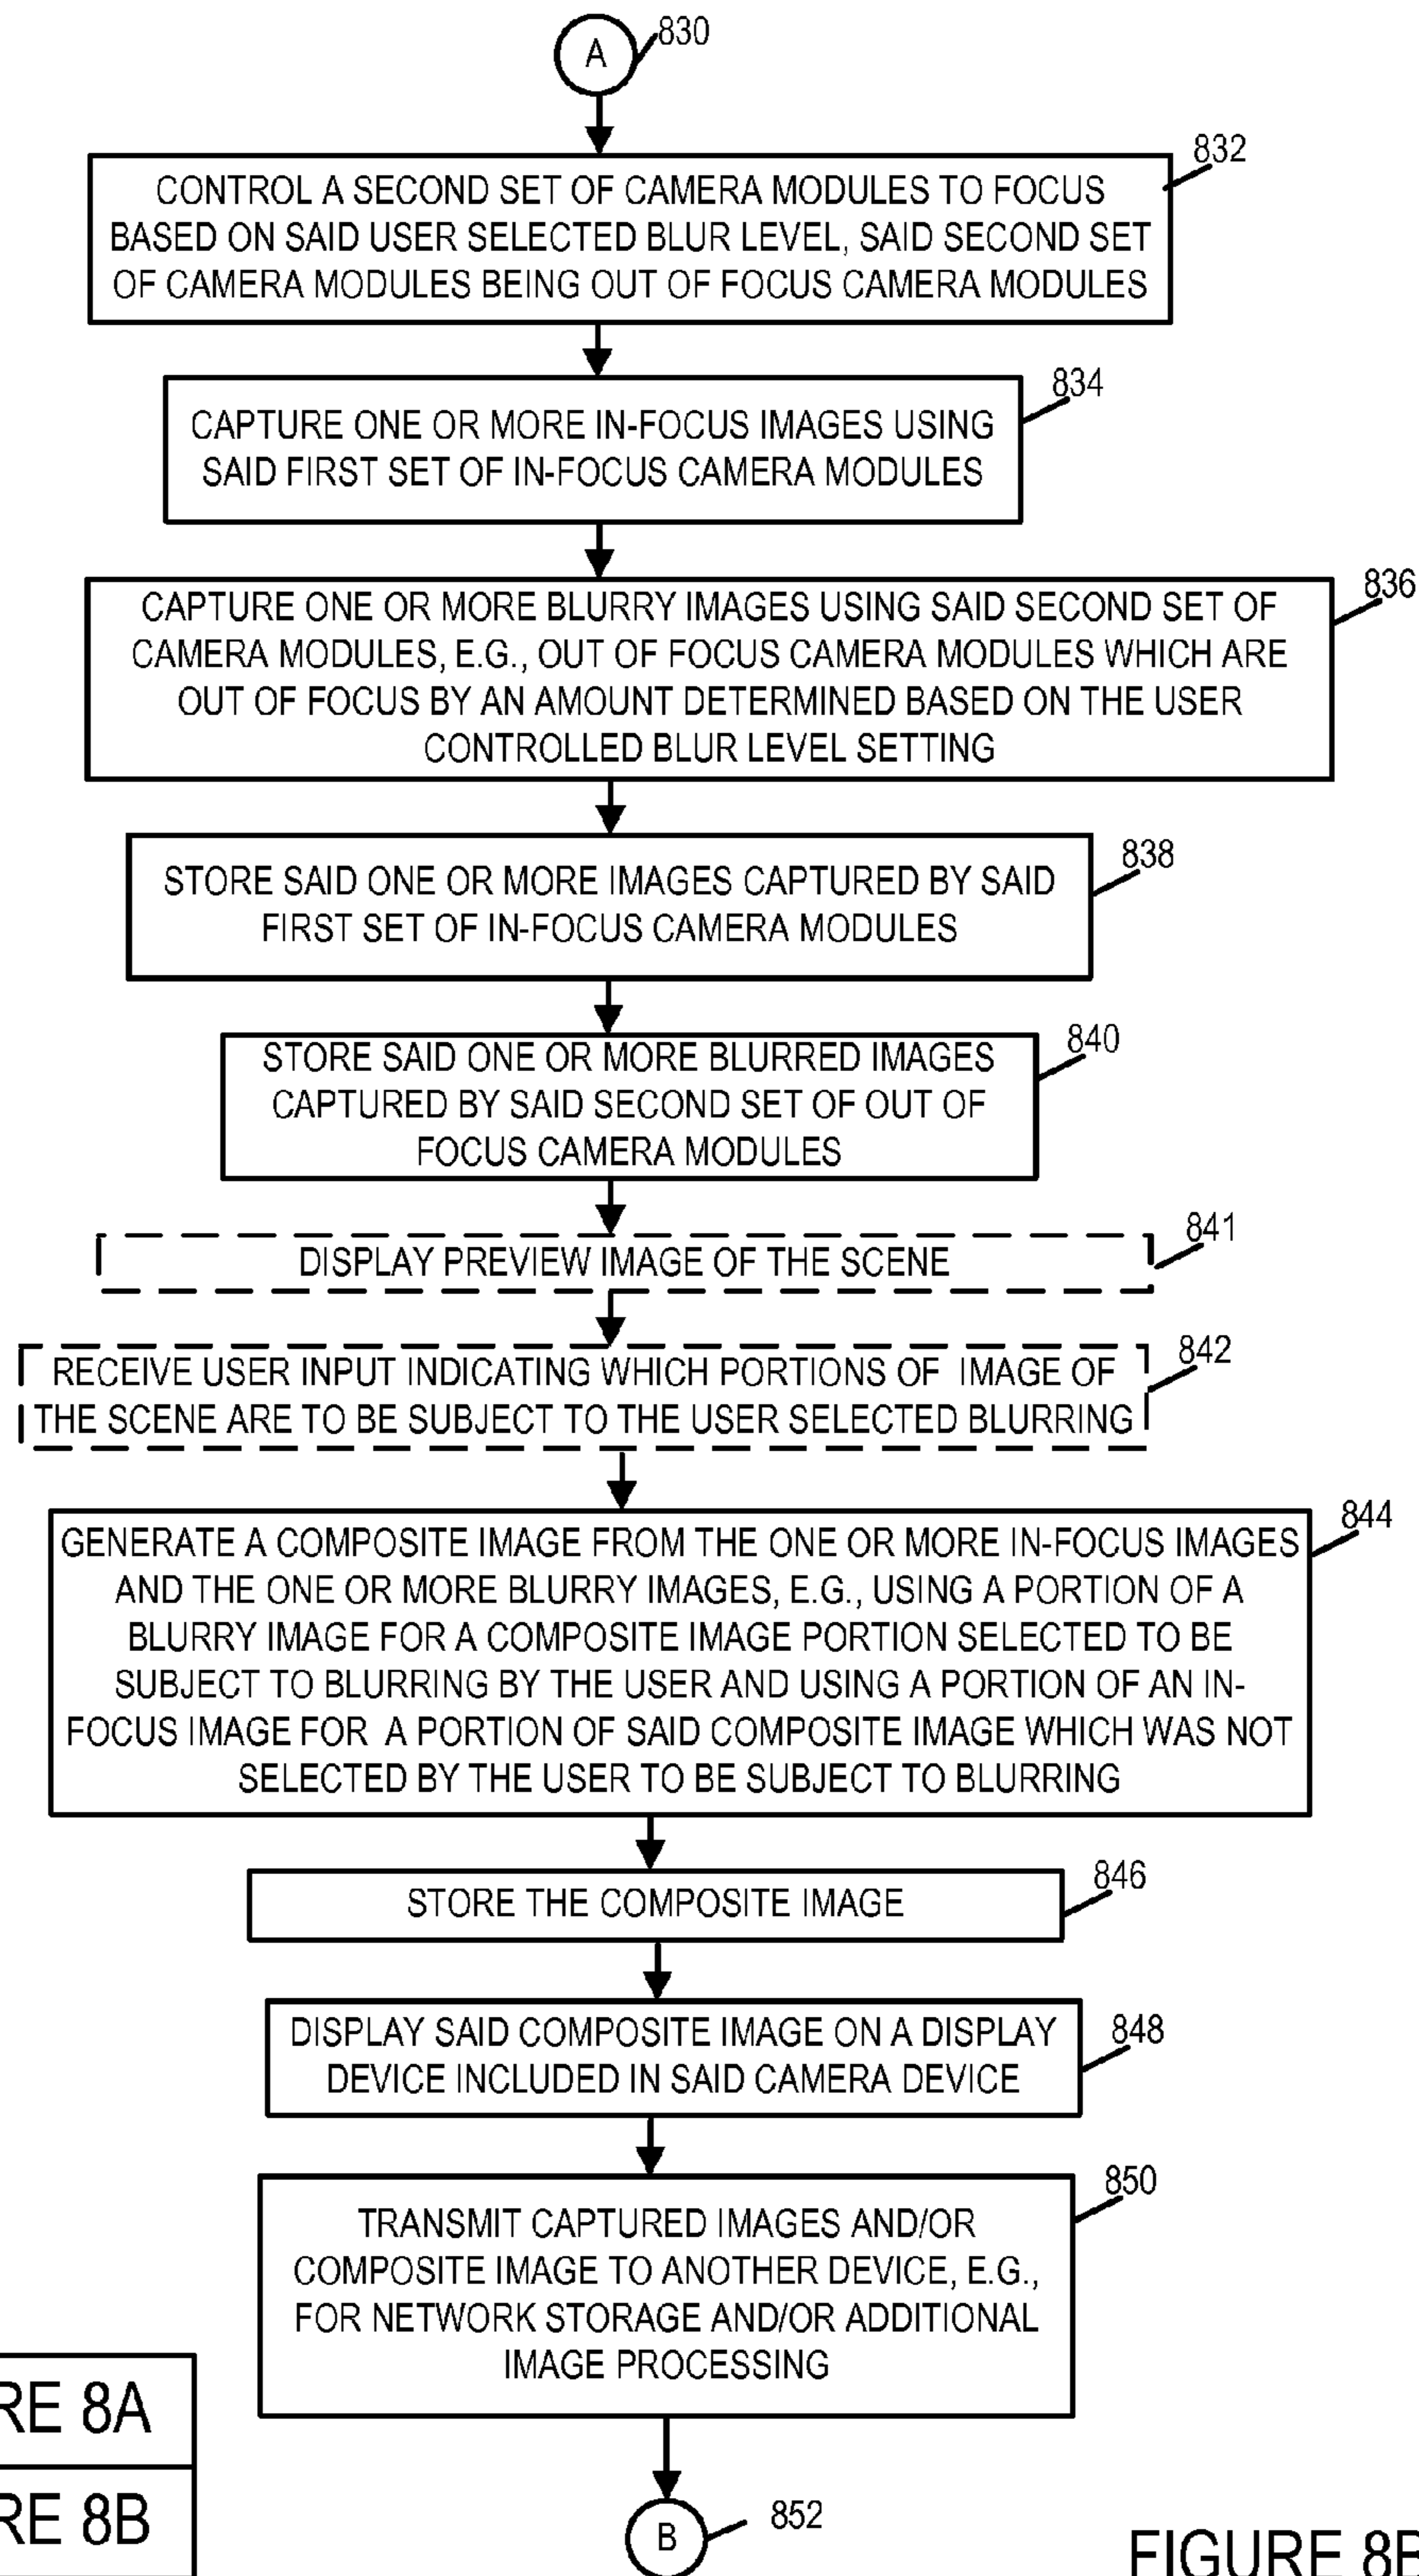 A
830
832
CONTROL A SECOND SET OF CAMERA MODULES TO FOCUS
BASED ON SAID USER SELECTED BLUR LEVEL, SAID SECOND SET
OF CAMERA MODULES BEING OUT OF FOCUS CAMERA MODULES
834
CAPTURE ONE OR MORE IN-FOCUS IMAGES USING
SAID FIRST SET OF IN-FOCUS CAMERA MODULES
836
CAPTURE ONE OR MORE BLURRY IMAGES USING SAID SECOND SET OF
CAMERA MODULES, E.G., OUT OF FOCUS CAMERA MODULES WHICH ARE
OUT OF FOCUS BY AN AMOUNT DETERMINED BASED ON THE USER
CONTROLLED BLUR LEVEL SETTING
838
STORE SAID ONE OR MORE IMAGES CAPTURED BY SAID
FIRST SET OF IN-FOCUS CAMERA MODULES
840
STORE SAID ONE OR MORE BLURRED IMAGES
CAPTURED BY SAID SECOND SET OF OUT OF
FOCUS CAMERA MODULES
841
DISPLAY PREVIEW IMAGE OF THE SCENE
842
RECEIVE USER INPUT INDICATING WHICH PORTIONS OF IMAGE OF
THE SCENE ARE TO BE SUBJECT TO THE USER SELECTED BLURRING
844
GENERATE A COMPOSITE IMAGE FROM THE ONE OR MORE IN-FOCUS IMAGES
AND THE ONE OR MORE BLURRY IMAGES, E.G., USING A PORTION OF A
BLURRY IMAGE FOR A COMPOSITE IMAGE PORTION SELECTED TO BE
SUBJECT TO BLURRING BY THE USER AND USING A PORTION OF AN IN-
FOCUS IMAGE FOR A PORTION OF SAID COMPOSITE IMAGE WHICH WAS NOT
SELECTED BY THE USER TO BE SUBJECT TO BLURRING
846
STORE THE COMPOSITE IMAGE
848
DISPLAY SAID COMPOSITE IMAGE ON A DISPLAY
DEVICE INCLUDED IN SAID CAMERA DEVICE
850
TRANSMIT CAPTURED IMAGES AND/OR
COMPOSITE IMAGE TO ANOTHER DEVICE, E.G.,
FOR NETWORK STORAGE AND/OR ADDITIONAL
IMAGE PROCESSING
RE 8A
RE 8B
B
852
FIGURE 8B